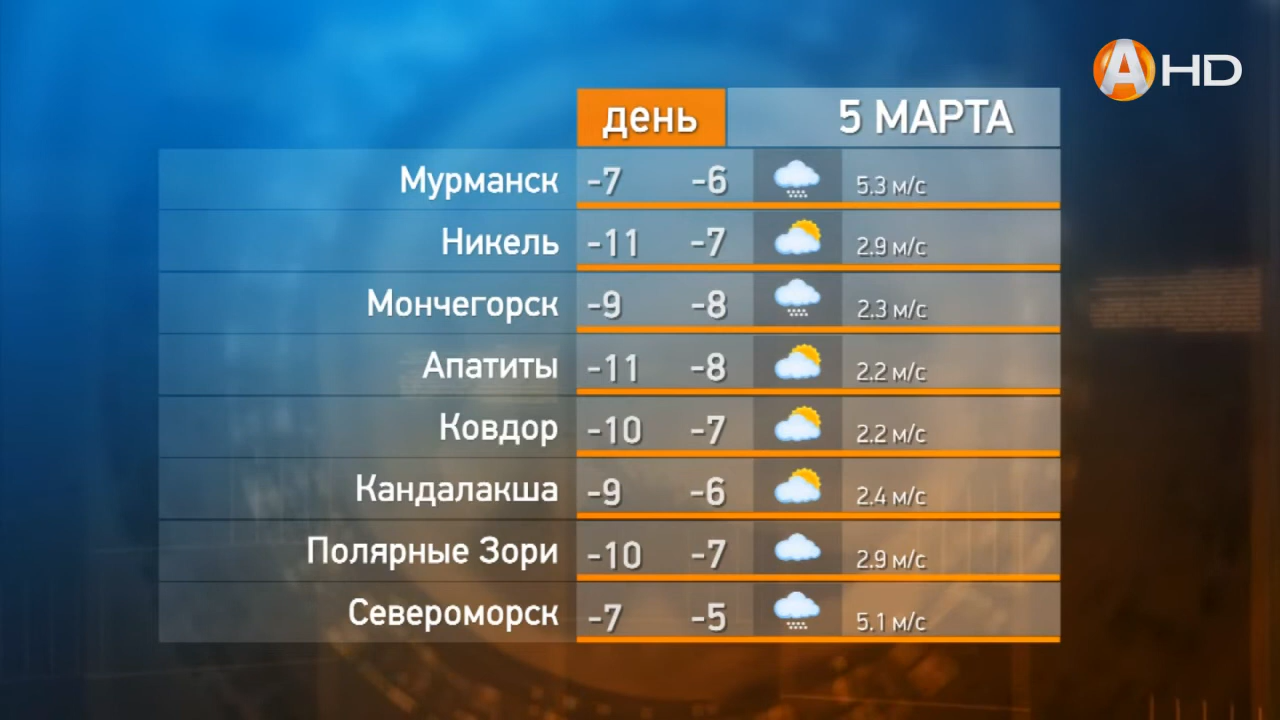 А HD
день 5 МАРТА
Мурманск -7 -6 5.3 м/с
Никель -11 -7 2.9 м/с
Мончегорск -9 -8 2.3 м/с
Апатиты -11 -8 2.2 м/с
Ковдор -10 -7 2.2 м/с
Кандалакша -9 -6 2.4 м/с
Полярные Зори -10 -7 2.9 м/с
Североморск -7 -5 5.1 м/с